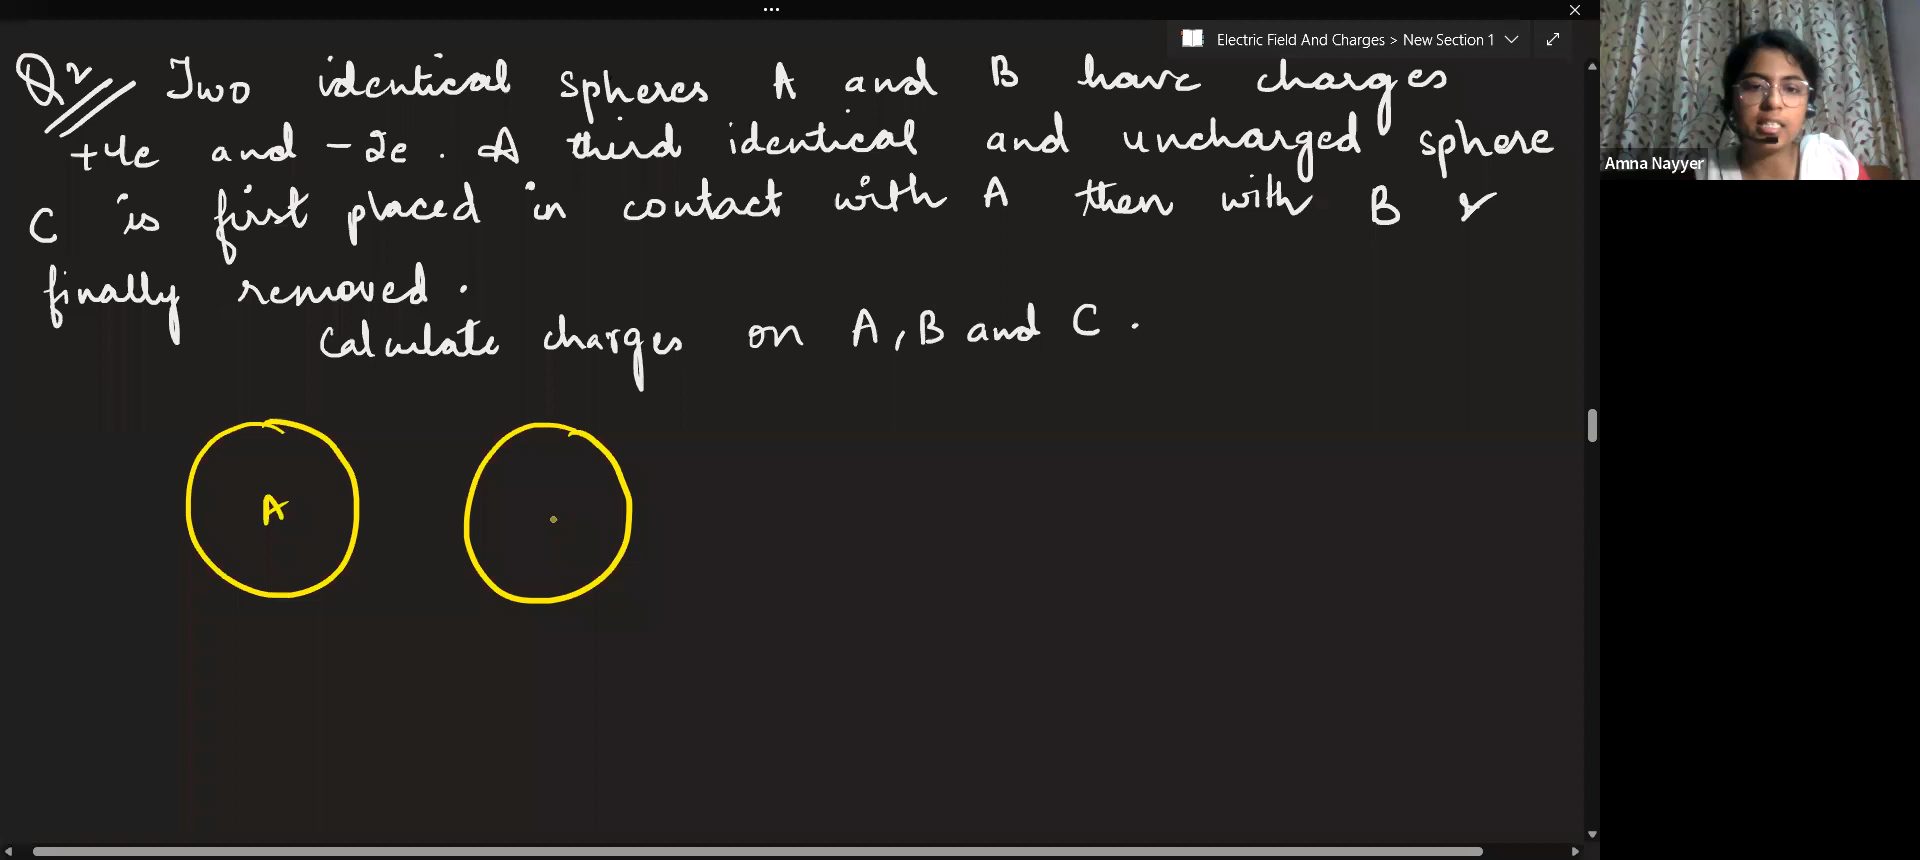 Electric Field And Charges > New Section 1
Q2 Two identical spheres A and B have charges
+4e and -2e. A third identical and uncharged sphere
C is first placed in contact with A then with B &
finally removed.
Calculate charges on A, B and C.
A
Amna Nayyer